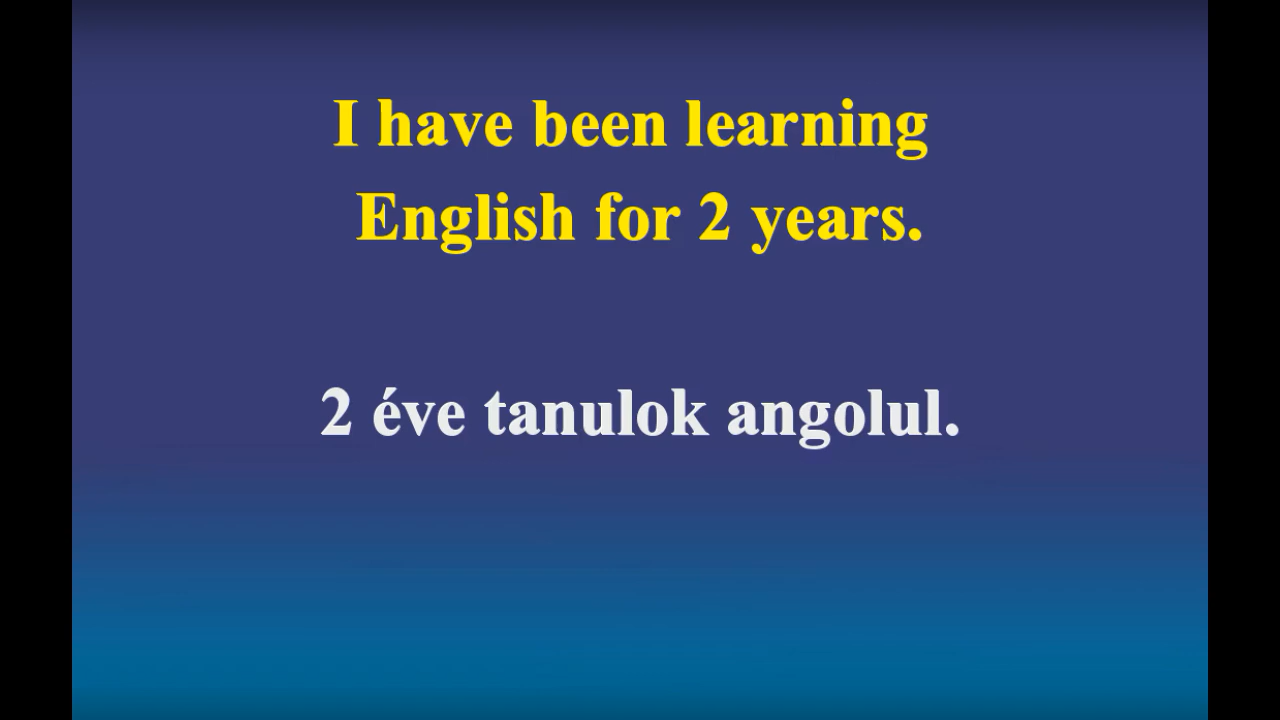 I have been learning
English for 2 years.
2 éve tanulok angolul.